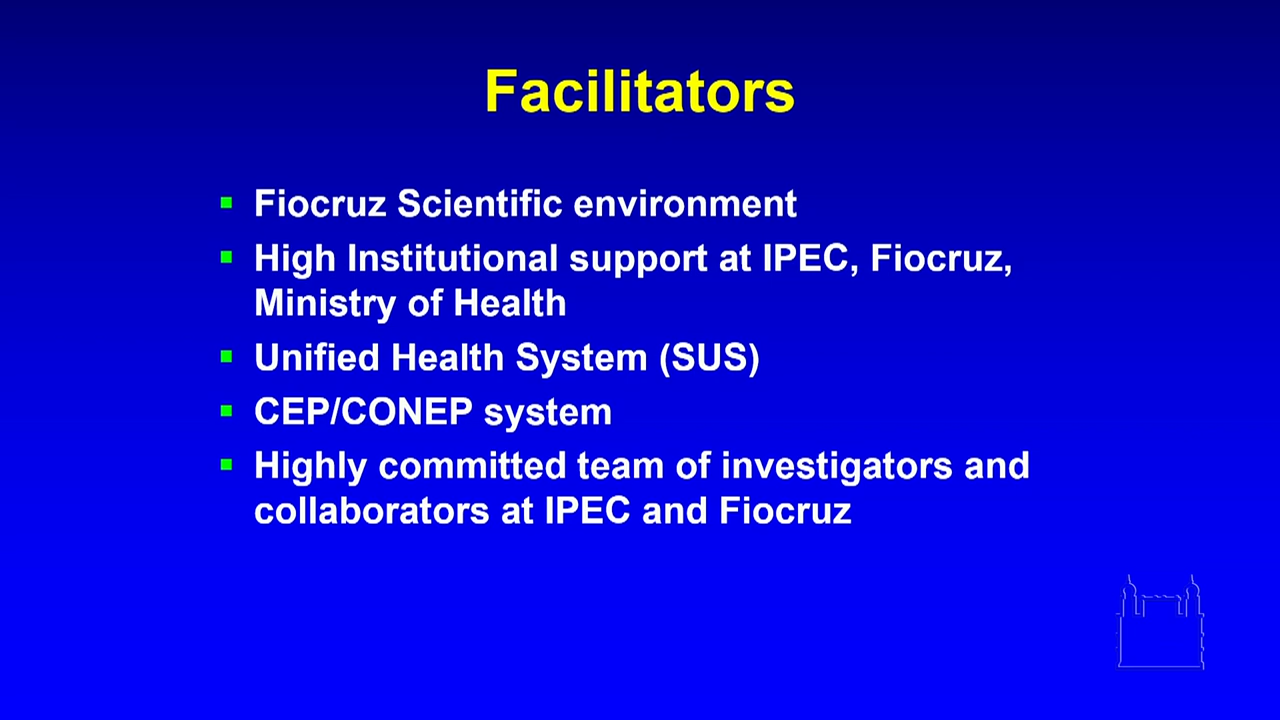 Facilitators
Fiocruz Scientific environment
High Institutional support at IPEC, Fiocruz,
Ministry of Health
Unified Health System (SUS)
CEP/CONEP system
Highly committed team of investigators and
collaborators at IPEC and Fiocruz